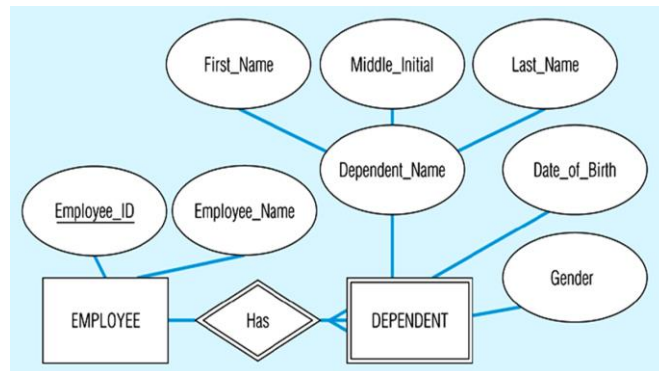 First_Name
Middle_Initial
Last_Name
Dependent_Name
Date_of_Birth
Employee_ID
Employee_Name
Gender
EMPLOYEE
Has
DEPENDENT